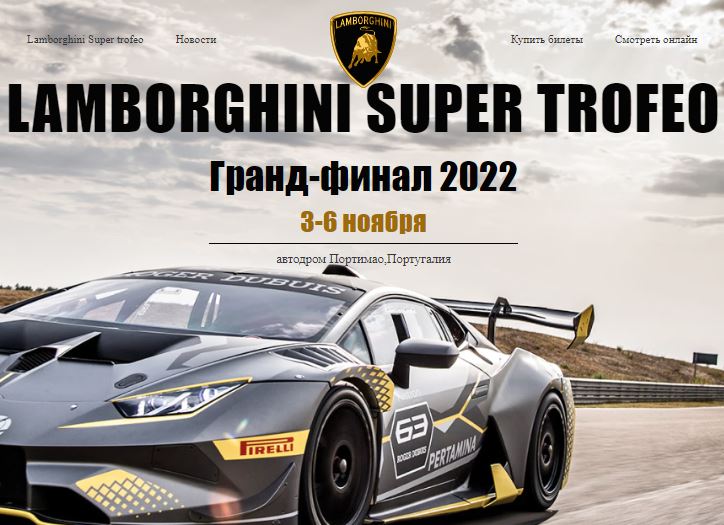 LAMBORGHINI
Lamborghini Super trofeo
Новости
Купить билеты
Смотреть онлайн
LAMBORGHINI SUPER TROFEO
Гранд-финал 2022
3-6 ноября
автодром Портимао,Португалия
ROGER DUBUIS
63
ROGER DUBUIS
PERTAMINA
PIRELLI